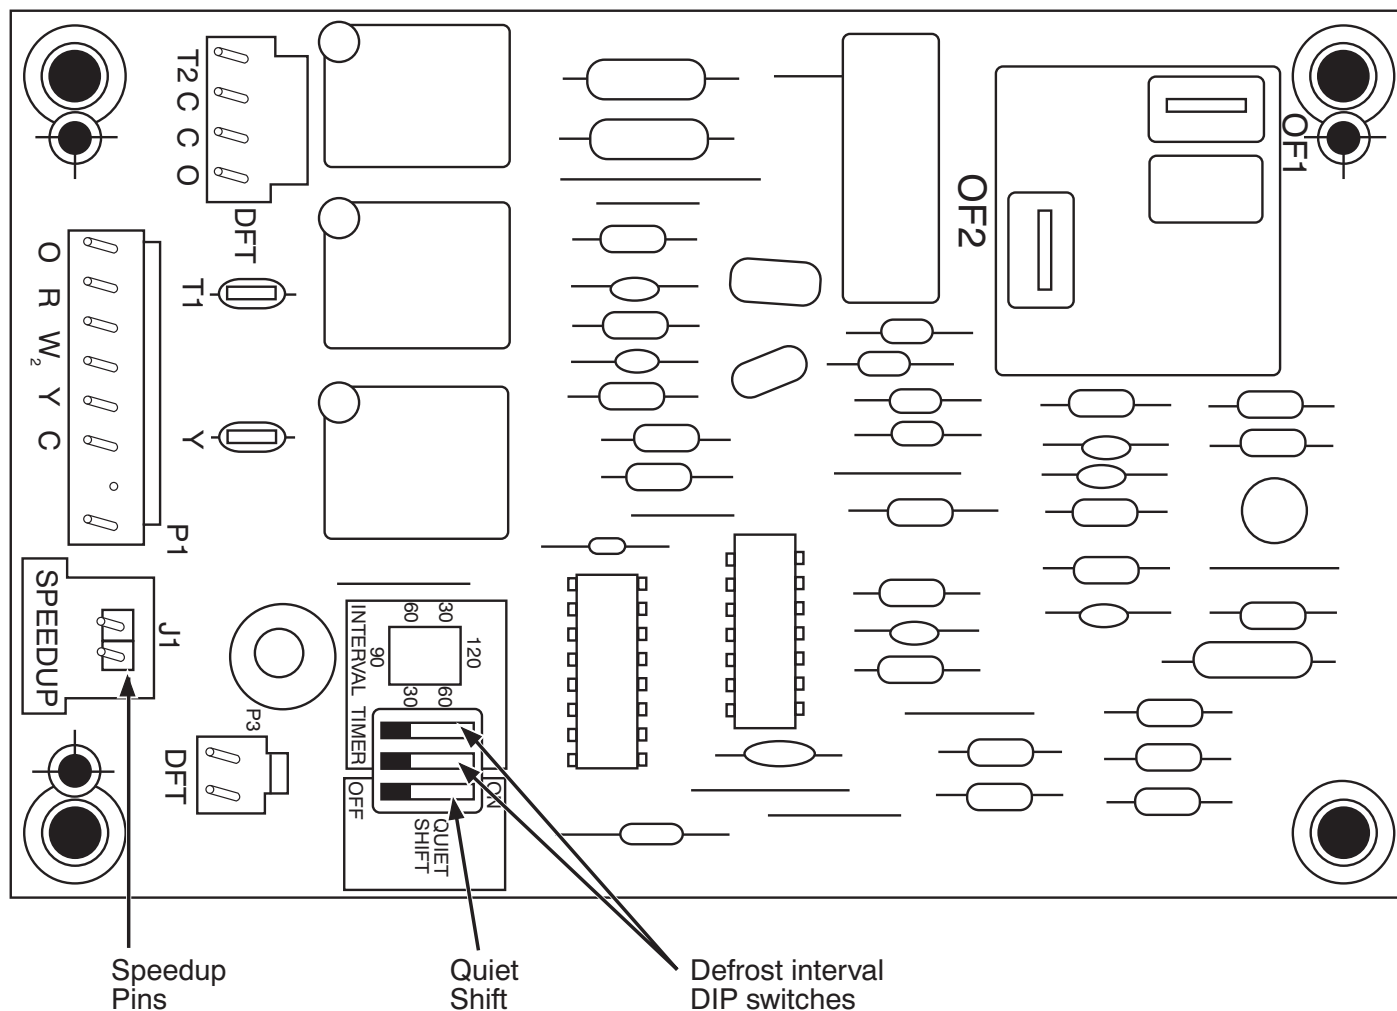 T2 C C O
DFT
O R W2 Y C
T1
Y
P1
OF2
OF1
SPEEDUP
J1
P3
DFT
INTERVAL TIMER
60 30
90 120
30 60
OFF
ON
QUIET
SHIFT
Speedup
Pins
Quiet
Shift
Defrost interval
DIP switches